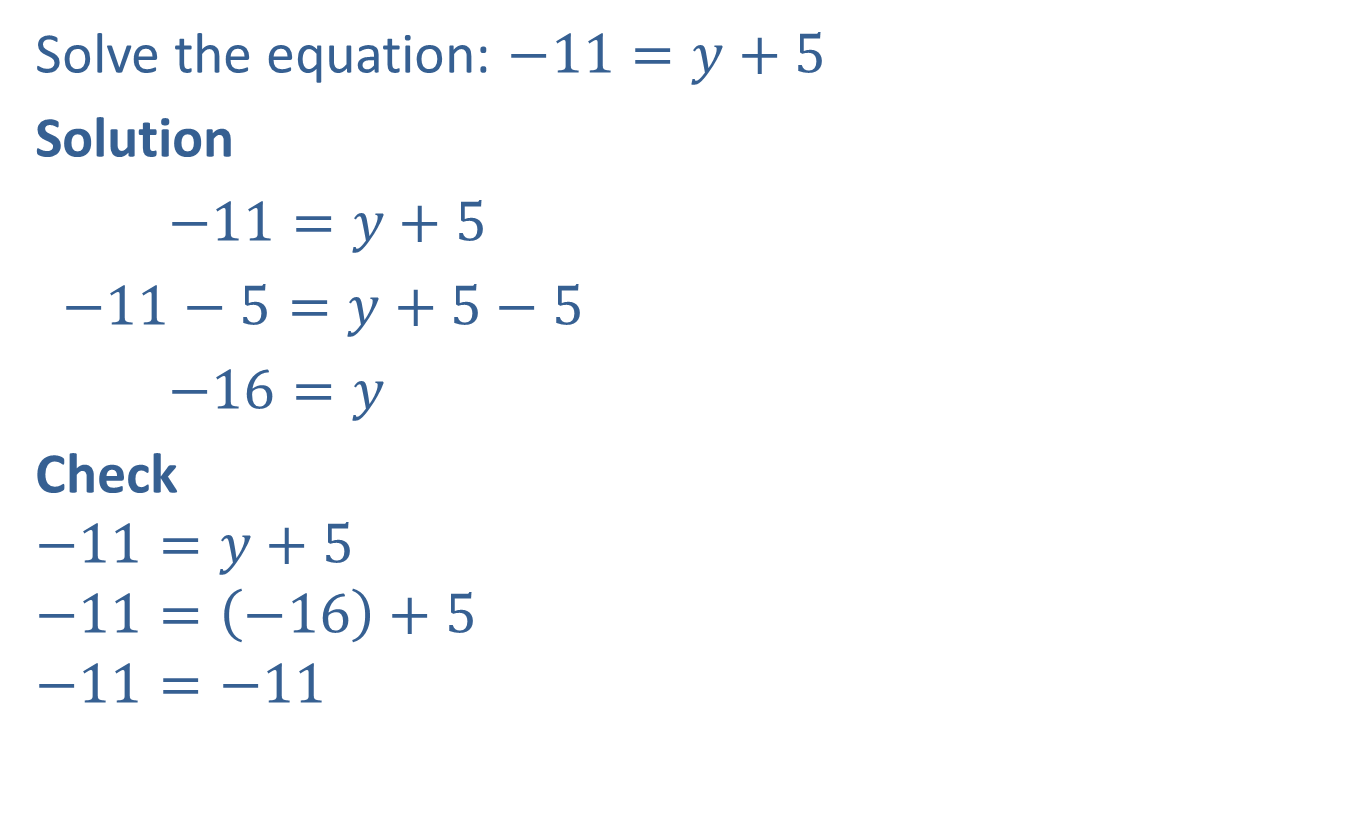 Solve the equation: −11 = y + 5
Solution
−11 = y + 5
−11 − 5 = y + 5 − 5
−16 = y
Check
−11 = y + 5
−11 = (−16) + 5
−11 = −11